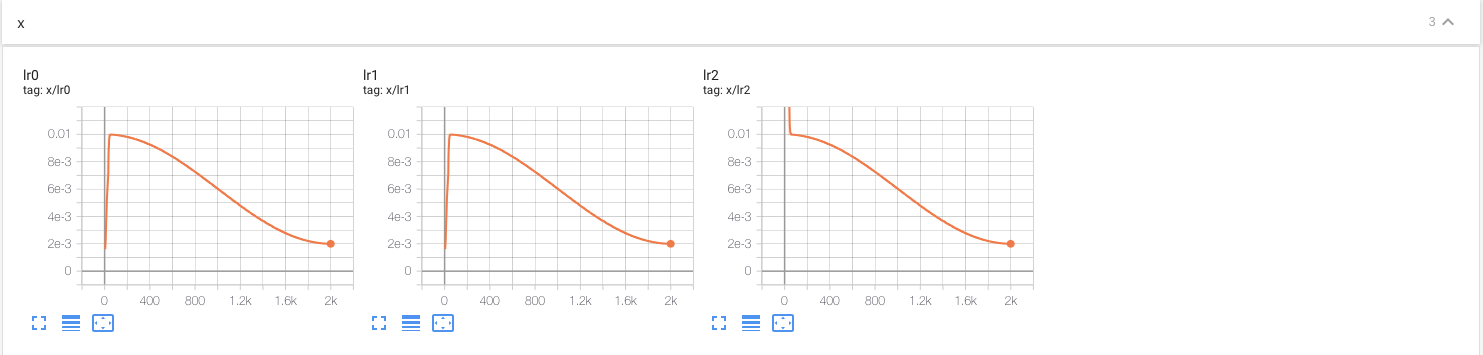 x 3
lr0 lr1 lr2
tag: x/lr0 tag: x/lr1 tag: x/lr2
0.01 0.01 0.01
8e-3 8e-3 8e-3
6e-3 6e-3 6e-3
4e-3 4e-3 4e-3
2e-3 2e-3 2e-3
0 0 0
0 400 800 1.2k 1.6k 2k 0 400 800 1.2k 1.6k 2k 0 400 800 1.2k 1.6k 2k